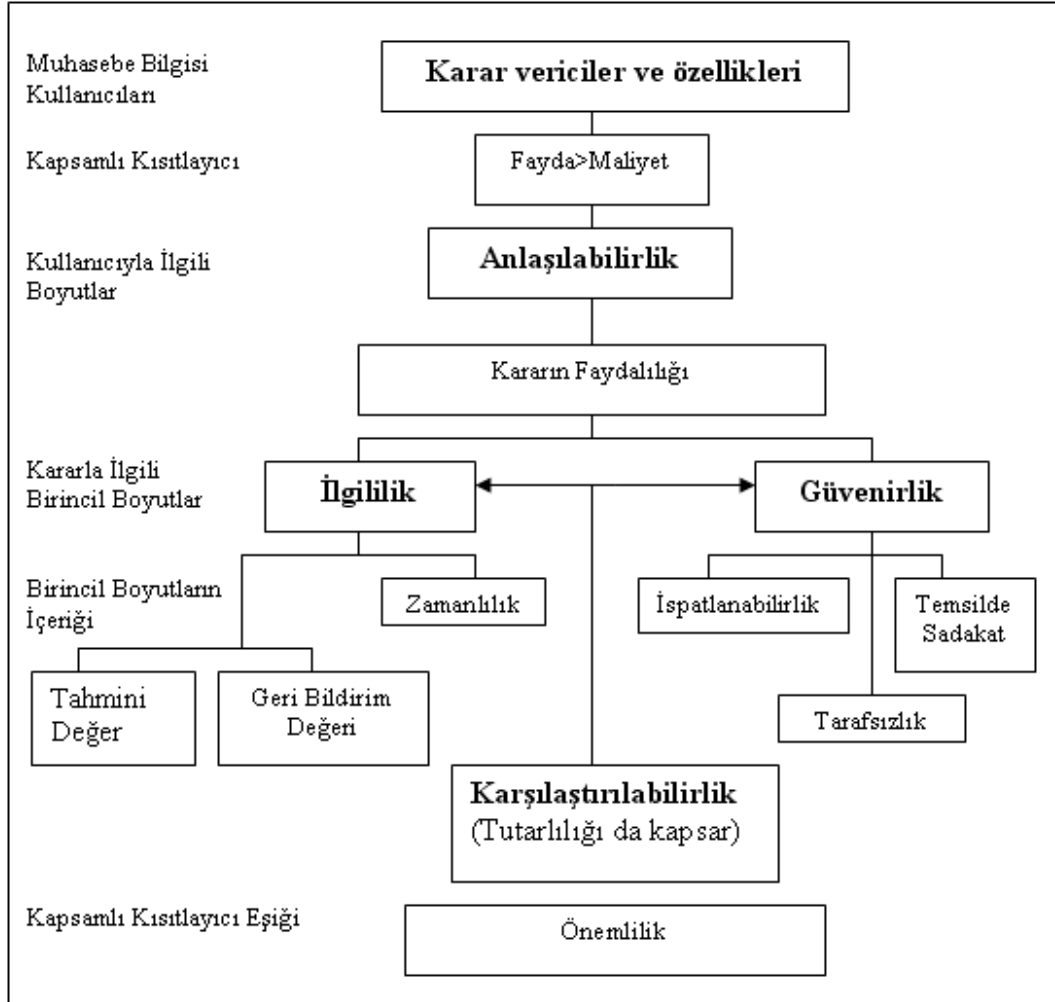 Muhasebe Bilgisi
Kullanıcıları
Karar vericiler ve özellikleri
Kapsamlı Kısıtlayıcı
Fayda>Maliyet
Kullanıcıyla İlgili
Boyutlar
Anlaşılabilirlik
Kararın Faydalılığı
Kararla İlgili
Birincil Boyutlar
İlgililik
Güvenirlik
Birincil Boyutların
İçeriği
Zamanlılık
İspatlanabilirlik
Temsilde
Sadakat
Tahmini
Değer
Geri Bildirim
Değeri
Tarafsızlık
Karşılaştırılabilirlik
(Tutarlılığı da kapsar)
Kapsamlı Kısıtlayıcı Eşiği
Önemlilik